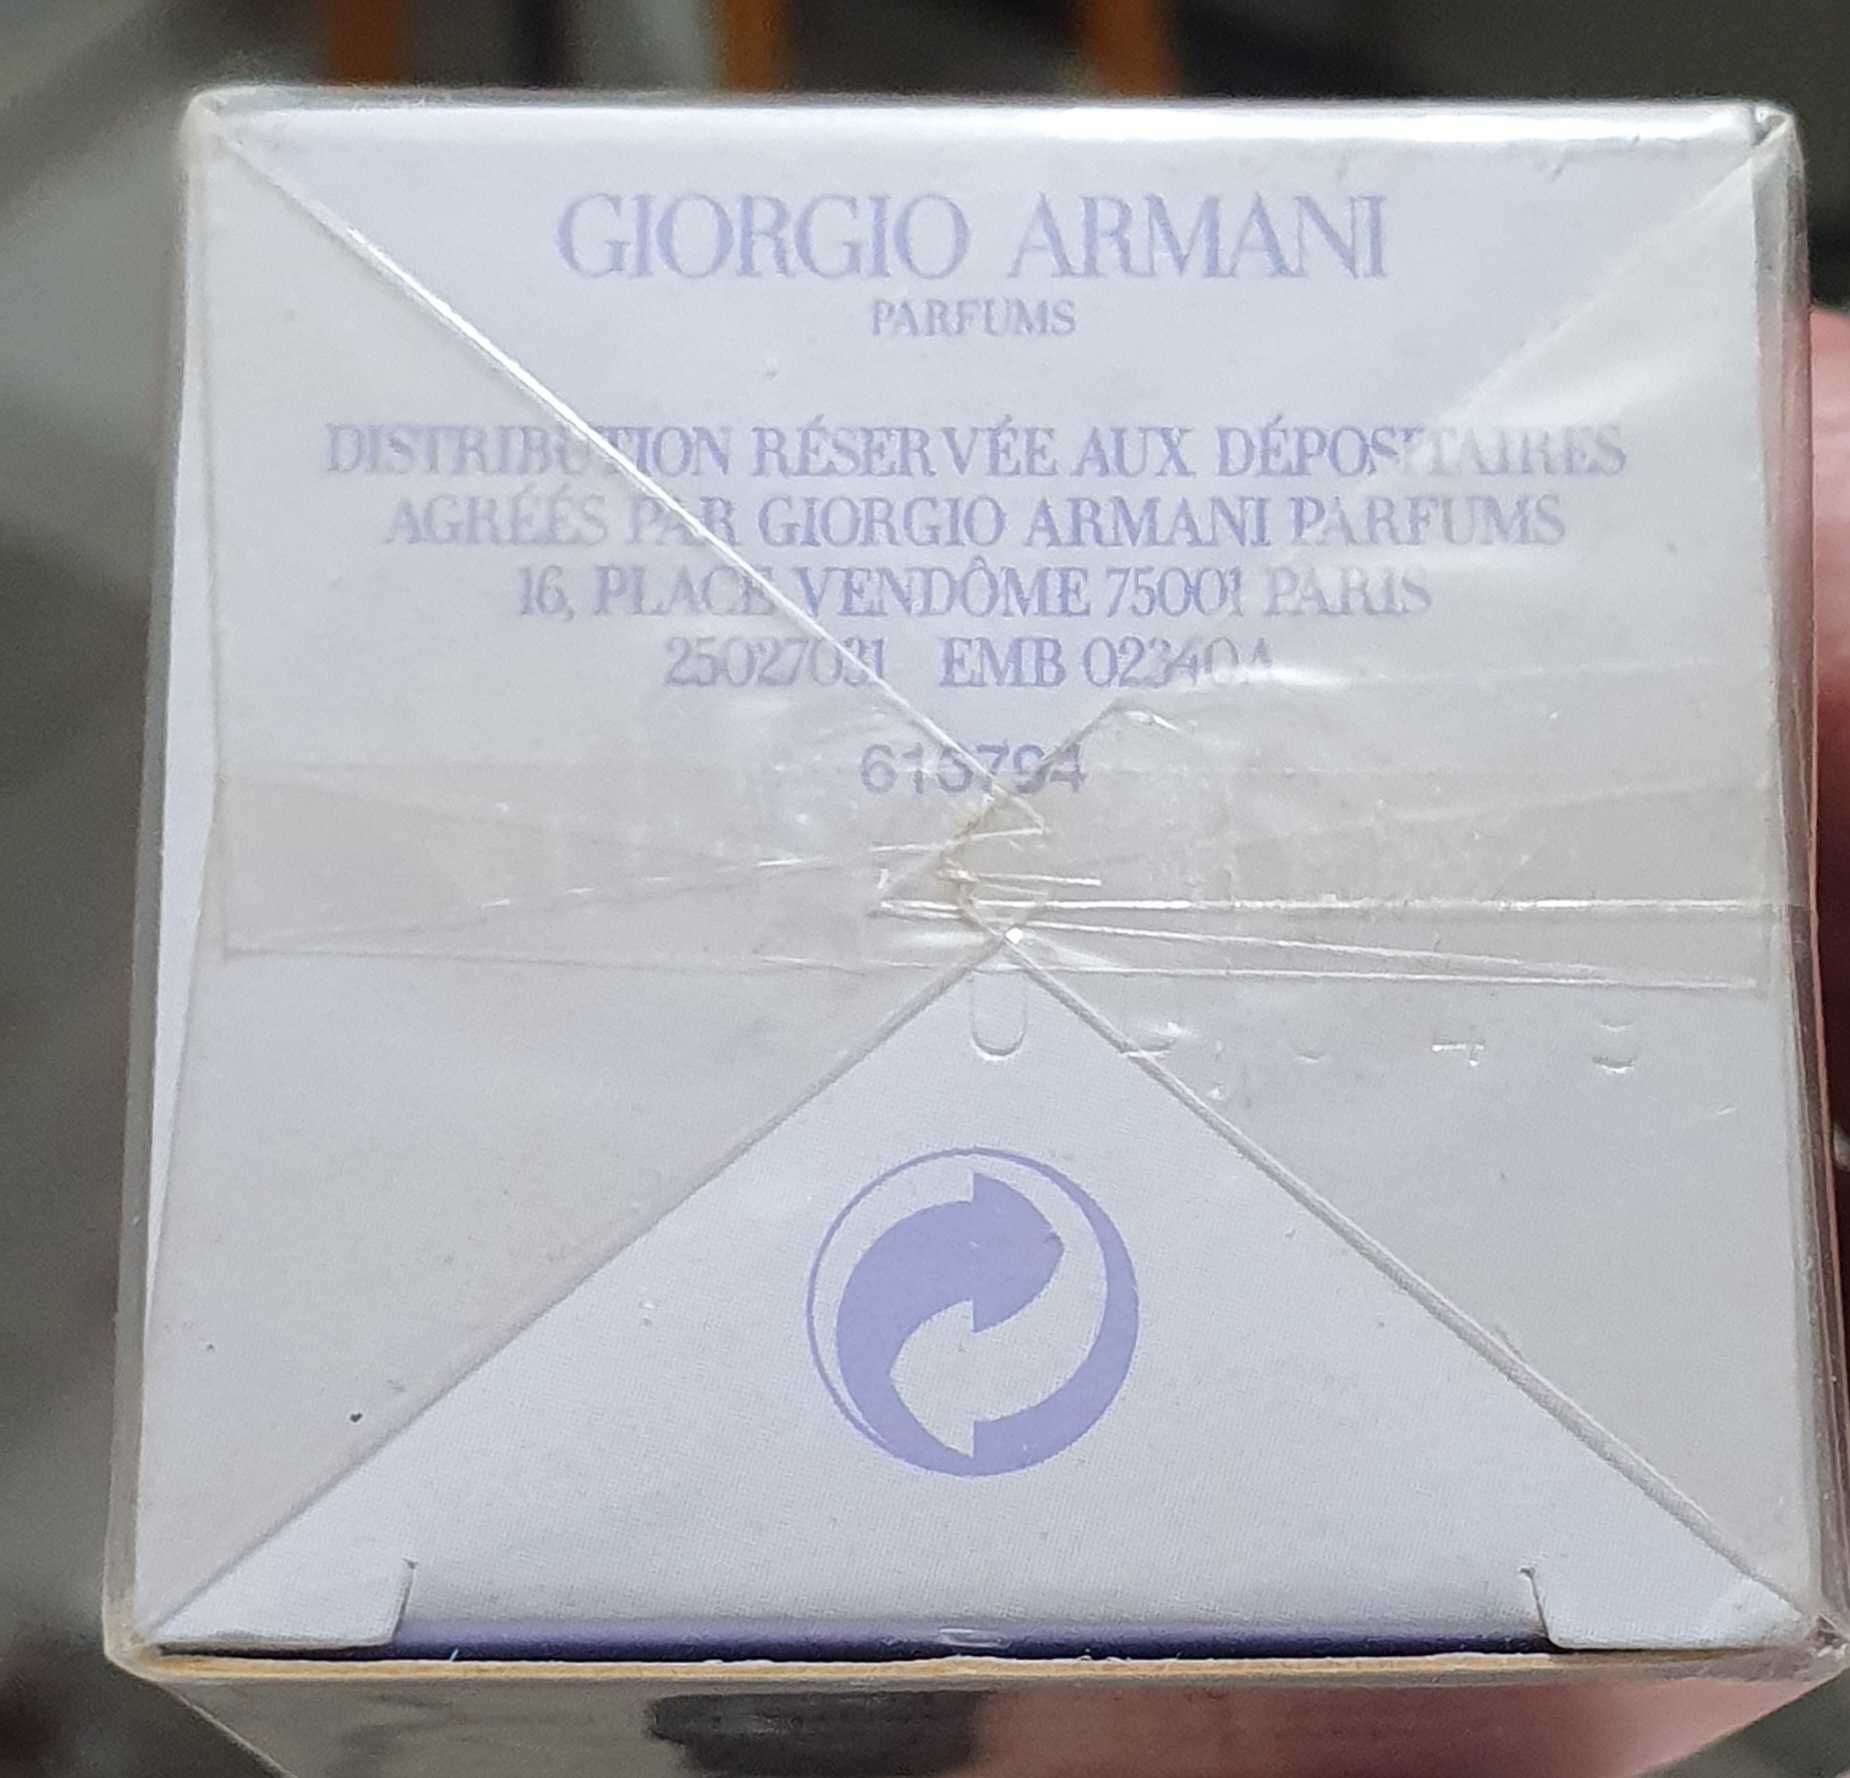 GIORGIO ARMANI
PARFUMS
DISTRIBUTION RÉSERVÉE AUX DÉPOSITAIRES
AGRÉÉS PAR GIORGIO ARMANI PARFUMS
16, PLACE VENDÔME 75001 PARIS
25027031 EMB 02340A
615794